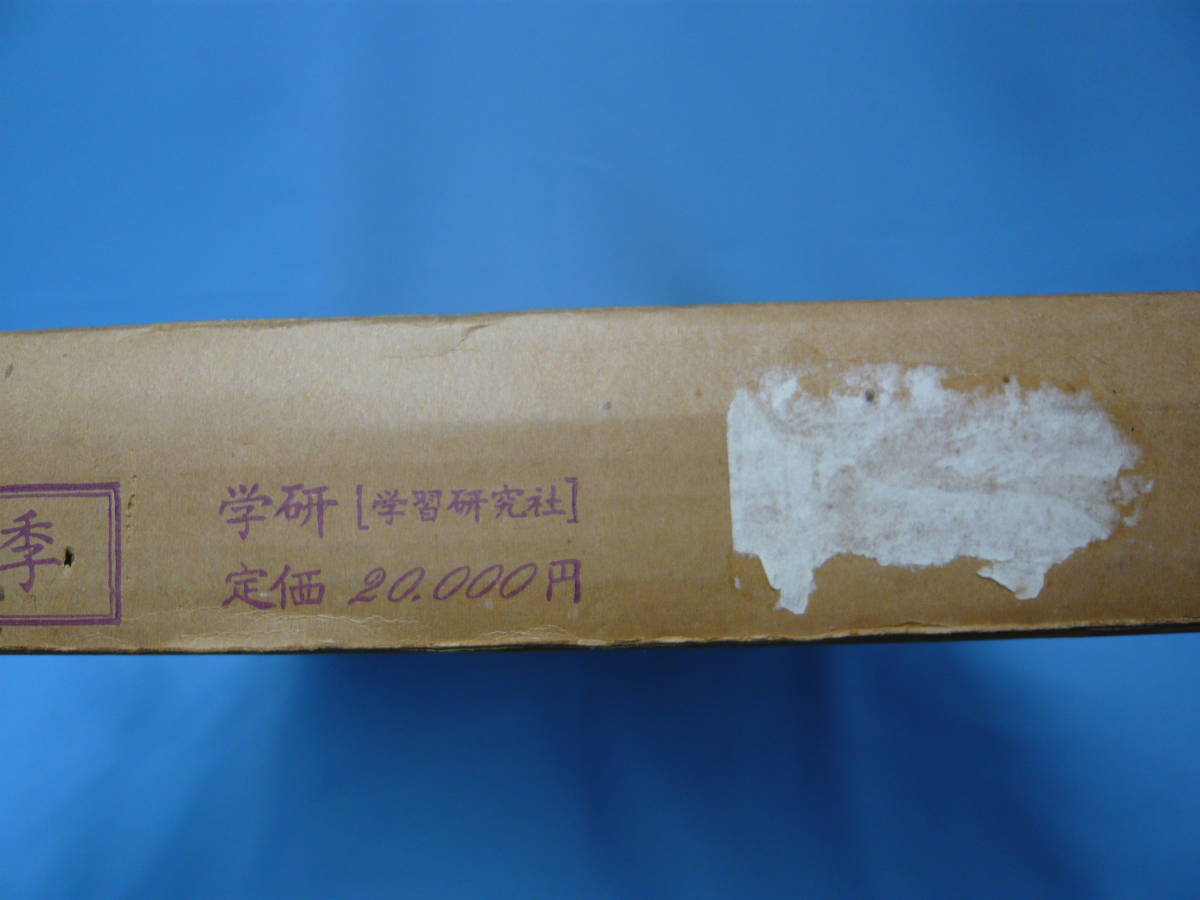 季
学研 [学習研究社]
定価 20.000円